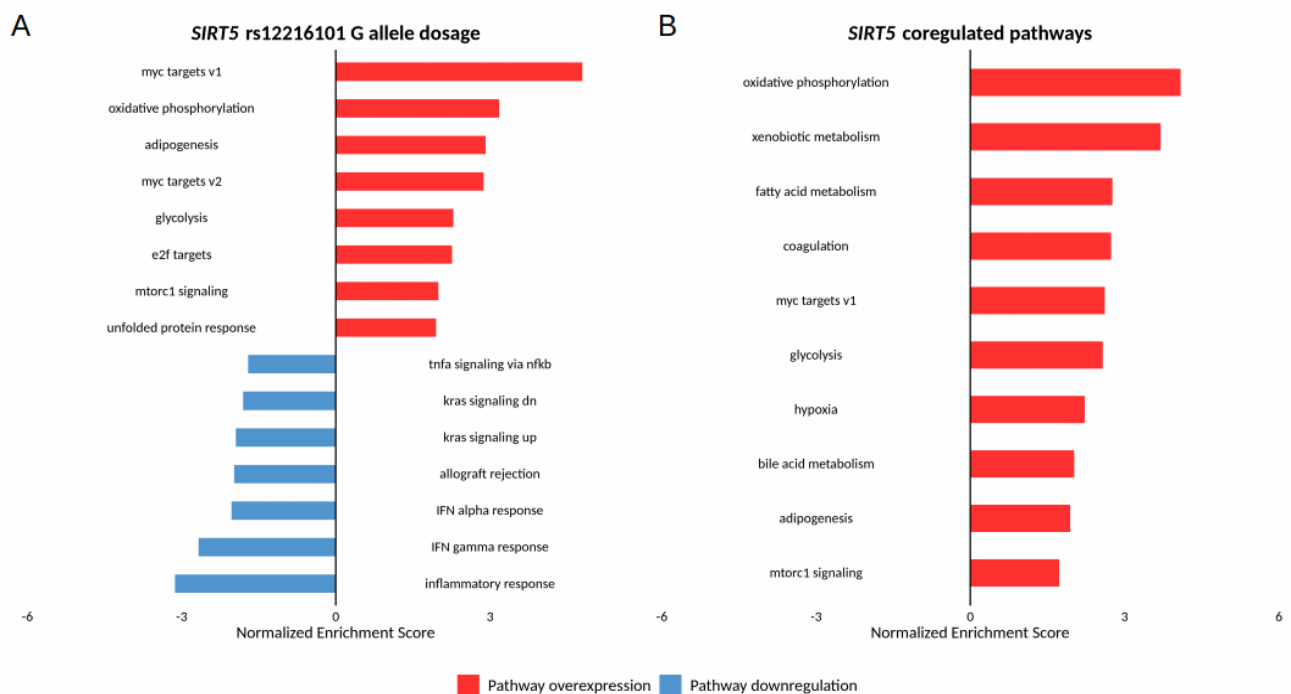 A
SIRT5 rs12216101 G allele dosage
myc targets v1
oxidative phosphorylation
adipogenesis
myc targets v2
glycolysis
e2f targets
mtorc1 signaling
unfolded protein response
tnfa signaling via nfkb
kras signaling dn
kras signaling up
allograft rejection
IFN alpha response
IFN gamma response
inflammatory response
-6 -3 0 3
Normalized Enrichment Score
B
SIRT5 coregulated pathways
oxidative phosphorylation
xenobiotic metabolism
fatty acid metabolism
coagulation
myc targets v1
glycolysis
hypoxia
bile acid metabolism
adipogenesis
mtorc1 signaling
-6 -3 0 3 6
Normalized Enrichment Score
Pathway overexpression Pathway downregulation